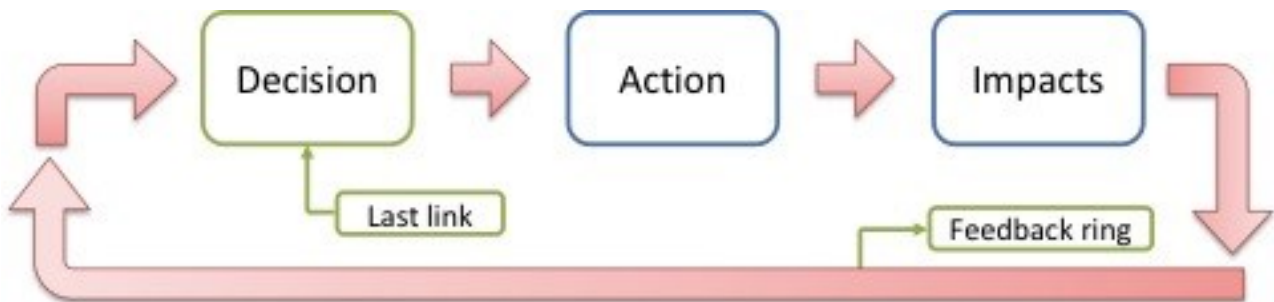 Decision
Action
Impacts
Last link
Feedback ring